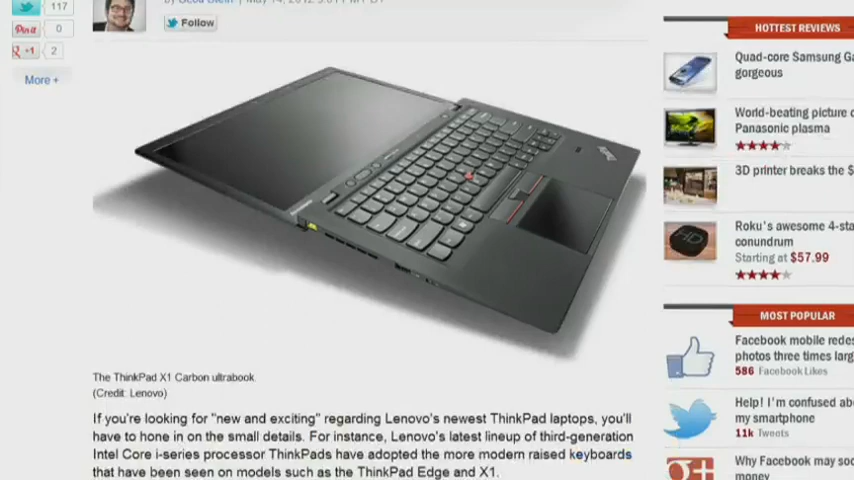 117
Follow
Pin it
0
g +1
2
More +
The ThinkPad X1 Carbon ultrabook.
(Credit: Lenovo)
If you're looking for "new and exciting" regarding Lenovo's newest ThinkPad laptops, you'll
have to hone in on the small details. For instance, Lenovo's latest lineup of third-generation
Intel Core i-series processor ThinkPads have adopted the more modern raised keyboards
that have been seen on models such as the ThinkPad Edge and X1.
HOTTEST REVIEWS
Quad-core Samsung Ga
gorgeous
World-beating picture o
Panasonic plasma
3D printer breaks the $
Roku's awesome 4-sta
conundrum
Starting at $57.99
MOST POPULAR
Facebook mobile redes
photos three times larg
586 Facebook Likes
Help! I'm confused abo
my smartphone
11k Tweets
Why Facebook may soo
money